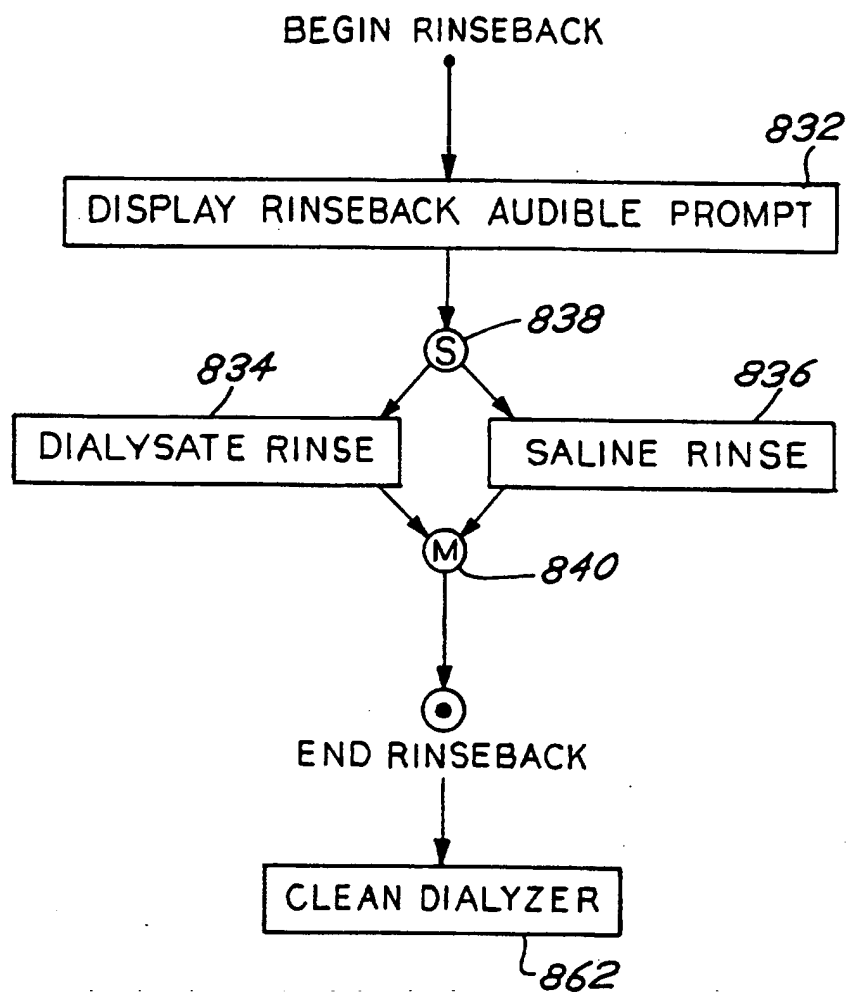 BEGIN RINSEBACK
832
DISPLAY RINSEBACK AUDIBLE PROMPT
S
838
834
836
DIALYSATE RINSE
SALINE RINSE
M
840
END RINSEBACK
CLEAN DIALYZER
862